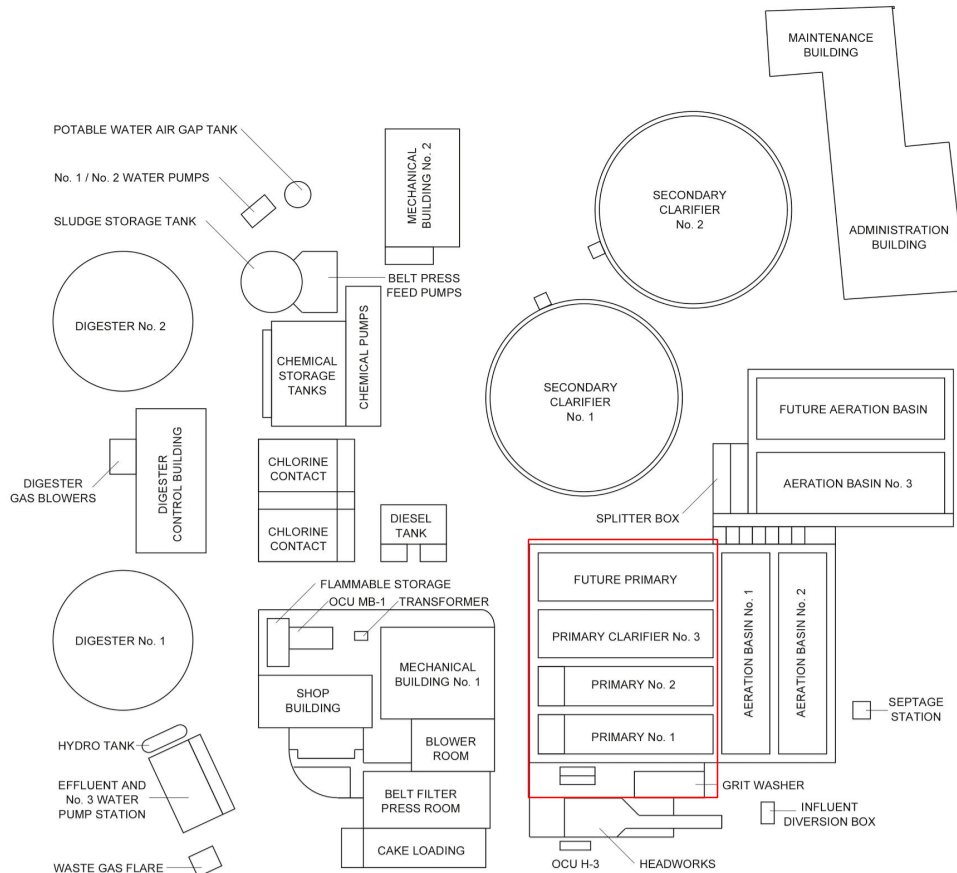 MAINTENANCE
BUILDING
POTABLE WATER AIR GAP TANK
No. 1 / No. 2 WATER PUMPS
SLUDGE STORAGE TANK
MECHANICAL
BUILDING No. 2
SECONDARY
CLARIFIER
No. 2
ADMINISTRATION
BUILDING
BELT PRESS
FEED PUMPS
DIGESTER No. 2
CHEMICAL
STORAGE
TANKS
CHEMICAL PUMPS
SECONDARY
CLARIFIER
No. 1
FUTURE AERATION BASIN
AERATION BASIN No. 3
DIGESTER
GAS BLOWERS
DIGESTER
CONTROL BUILDING
CHLORINE
CONTACT
CHLORINE
CONTACT
DIESEL
TANK
SPLITTER BOX
FLAMMABLE STORAGE
OCU MB-1
TRANSFORMER
FUTURE PRIMARY
PRIMARY CLARIFIER No. 3
PRIMARY No. 2
PRIMARY No. 1
AERATION BASIN No. 1
AERATION BASIN No. 2
DIGESTER No. 1
MECHANICAL
BUILDING No. 1
SHOP
BUILDING
SEPTAGE
STATION
HYDRO TANK
BLOWER
ROOM
EFFLUENT AND
No. 3 WATER
PUMP STATION
BELT FILTER
PRESS ROOM
GRIT WASHER
INFLUENT
DIVERSION BOX
CAKE LOADING
OCU H-3
HEADWORKS
WASTE GAS FLARE